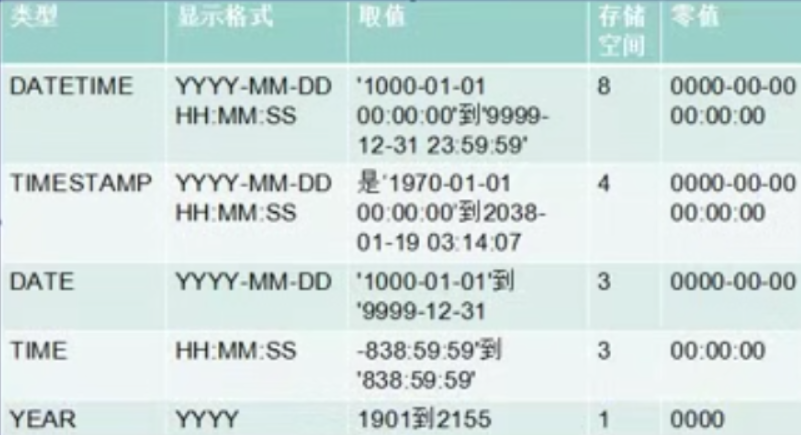 类型 显示格式 取值 存储空间 零值
DATETIME YYYY-MM-DD HH:MM:SS '1000-01-01 00:00:00'到'9999-12-31 23:59:59' 8 0000-00-00 00:00:00
TIMESTAMP YYYY-MM-DD HH:MM:SS 是'1970-01-01 00:00:00'到2038-01-19 03:14:07 4 0000-00-00 00:00:00
DATE YYYY-MM-DD '1000-01-01'到'9999-12-31 3 0000-00-00
TIME HH:MM:SS -838:59:59'到'838:59:59' 3 00:00:00
YEAR YYYY 1901到2155 1 0000